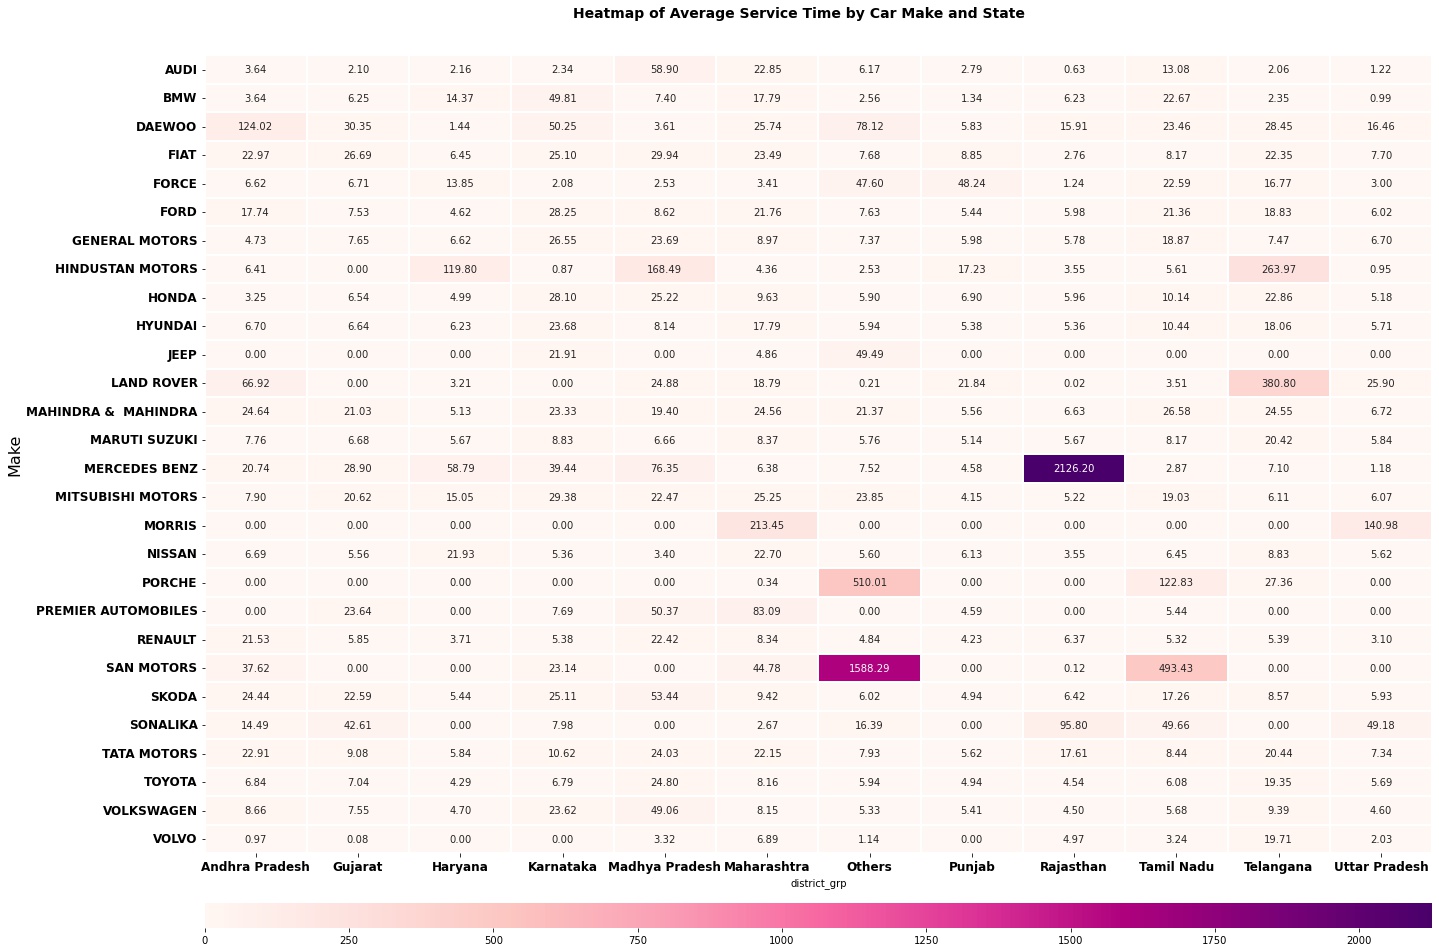 Heatmap of Average Service Time by Car Make and State
AUDI 3.64 2.10 2.16 2.34 58.90 22.85 6.17 2.79 0.63 13.08 2.06 1.22
BMW 3.64 6.25 14.37 49.81 7.40 17.79 2.56 1.34 6.23 22.67 2.35 0.99
DAEWOO 124.02 30.35 1.44 50.25 3.61 25.74 78.12 5.83 15.91 23.46 28.45 16.46
FIAT 22.97 26.69 6.45 25.10 29.94 23.49 7.68 8.85 2.76 8.17 22.35 7.70
FORCE 6.62 6.71 13.85 2.08 2.53 3.41 47.60 48.24 1.24 22.59 16.77 3.00
FORD 17.74 7.53 4.62 28.25 8.62 21.76 7.63 5.44 5.98 21.36 18.83 6.02
GENERAL MOTORS 4.73 7.65 6.62 26.55 23.69 8.97 7.37 5.98 5.78 18.87 7.47 6.70
HINDUSTAN MOTORS 6.41 0.00 119.80 0.87 168.49 4.36 2.53 17.23 3.55 5.61 263.97 0.95
HONDA 3.25 6.54 4.99 28.10 25.22 9.63 5.90 6.90 5.96 10.14 22.86 5.18
HYUNDAI 6.70 6.64 6.23 23.68 8.14 17.79 5.94 5.38 5.36 10.44 18.06 5.71
JEEP 0.00 0.00 0.00 21.91 0.00 4.86 49.49 0.00 0.00 0.00 0.00 0.00
LAND ROVER 66.92 0.00 3.21 0.00 24.88 18.79 0.21 21.84 0.02 3.51 380.80 25.90
MAHINDRA &  MAHINDRA 24.64 21.03 5.13 23.33 19.40 24.56 21.37 5.56 6.63 26.58 24.55 6.72
MARUTI SUZUKI 7.76 6.68 5.67 8.83 6.66 8.37 5.76 5.14 5.67 8.17 20.42 5.84
MERCEDES BENZ 20.74 28.90 58.79 39.44 76.35 6.38 7.52 4.58 2126.20 2.87 7.10 1.18
MITSUBISHI MOTORS 7.90 20.62 15.05 29.38 22.47 25.25 23.85 4.15 5.22 19.03 6.11 6.07
MORRIS 0.00 0.00 0.00 0.00 0.00 213.45 0.00 0.00 0.00 0.00 0.00 140.98
NISSAN 6.69 5.56 21.93 5.36 3.40 22.70 5.60 6.13 3.55 6.45 8.83 5.62
PORCHE 0.00 0.00 0.00 0.00 0.00 0.34 510.01 0.00 0.00 122.83 27.36 0.00
PREMIER AUTOMOBILES 0.00 23.64 0.00 7.69 50.37 83.09 0.00 4.59 0.00 5.44 0.00 0.00
RENAULT 21.53 5.85 3.71 5.38 22.42 8.34 4.84 4.23 6.37 5.32 5.39 3.10
SAN MOTORS 37.62 0.00 0.00 23.14 0.00 44.78 1588.29 0.00 0.12 493.43 0.00 0.00
SKODA 24.44 22.59 5.44 25.11 53.44 9.42 6.02 4.94 6.42 17.26 8.57 5.93
SONALIKA 14.49 42.61 0.00 7.98 0.00 2.67 16.39 0.00 95.80 49.66 0.00 49.18
TATA MOTORS 22.91 9.08 5.84 10.62 24.03 22.15 7.93 5.62 17.61 8.44 20.44 7.34
TOYOTA 6.84 7.04 4.29 6.79 24.80 8.16 5.94 4.94 4.54 6.08 19.35 5.69
VOLKSWAGEN 8.66 7.55 4.70 23.62 49.06 8.15 5.33 5.41 4.50 5.68 9.39 4.60
VOLVO 0.97 0.08 0.00 0.00 3.32 6.89 1.14 0.00 4.97 3.24 19.71 2.03
Make
Andhra Pradesh Gujarat Haryana Karnataka Madhya Pradesh Maharashtra Others Punjab Rajasthan Tamil Nadu Telangana Uttar Pradesh
district_grp
0 250 500 750 1000 1250 1500 1750 2000